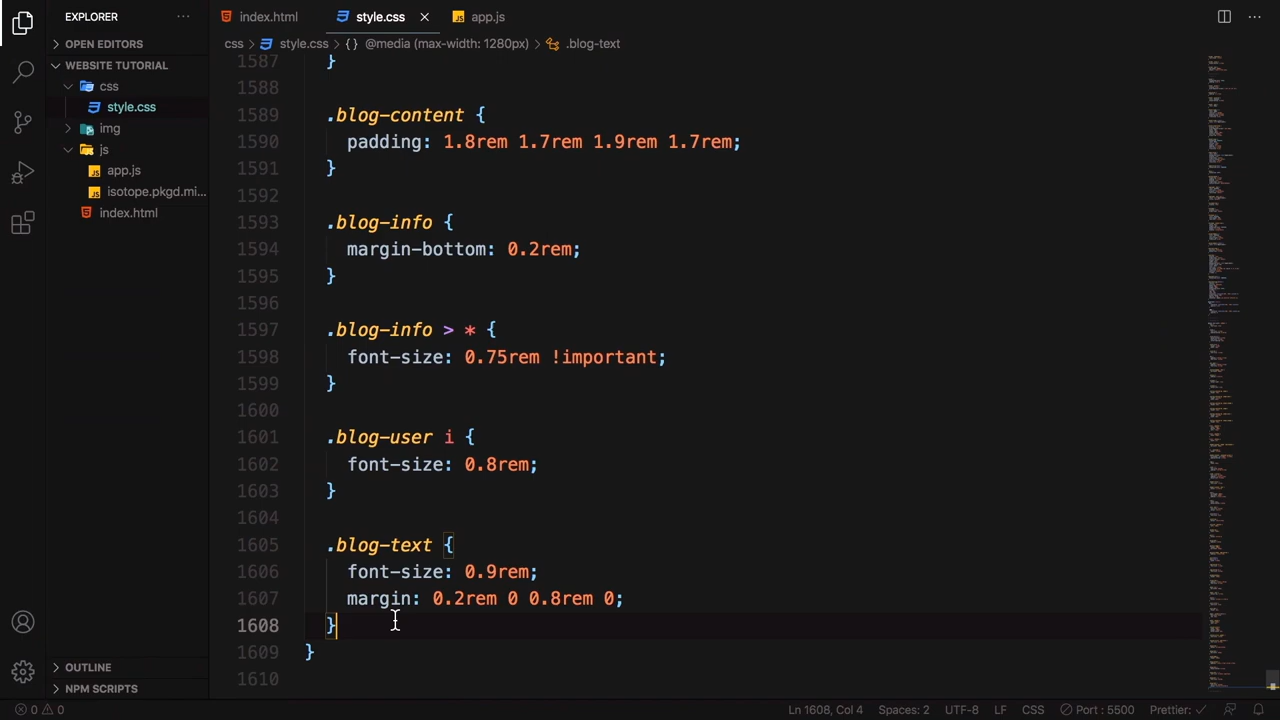 EXPLORER
index.html
style.css
app.js
OPEN EDITORS
css
style.css
@media (max-width: 1280px)
.blog-text
WEBSITE TUTORIAL
css
style.css
img
js
app.js
isotope.pkgd.mi...
index.html
1587 }
1588
1589 .blog-content {
1590 padding: 1.8rem 1.7rem 1.9rem 1.7rem;
1591 }
1592
1593 .blog-info {
1594 margin-bottom: 0.2rem;
1595 }
1596
1597 .blog-info > * {
1598 font-size: 0.75rem !important;
1599 }
1600
1601 .blog-user i {
1602 font-size: 0.8rem;
1603 }
1604
1605 .blog-text {
1606 font-size: 0.9rem;
1607 margin: 0.2rem 0 0.8rem 0;
1608 }
1609 }
1610
OUTLINE
NPM SCRIPTS
0 0 Ln 1608, Col 4 Spaces: 2 UTF-8 LF CSS Port : 5500 Prettier: ✓